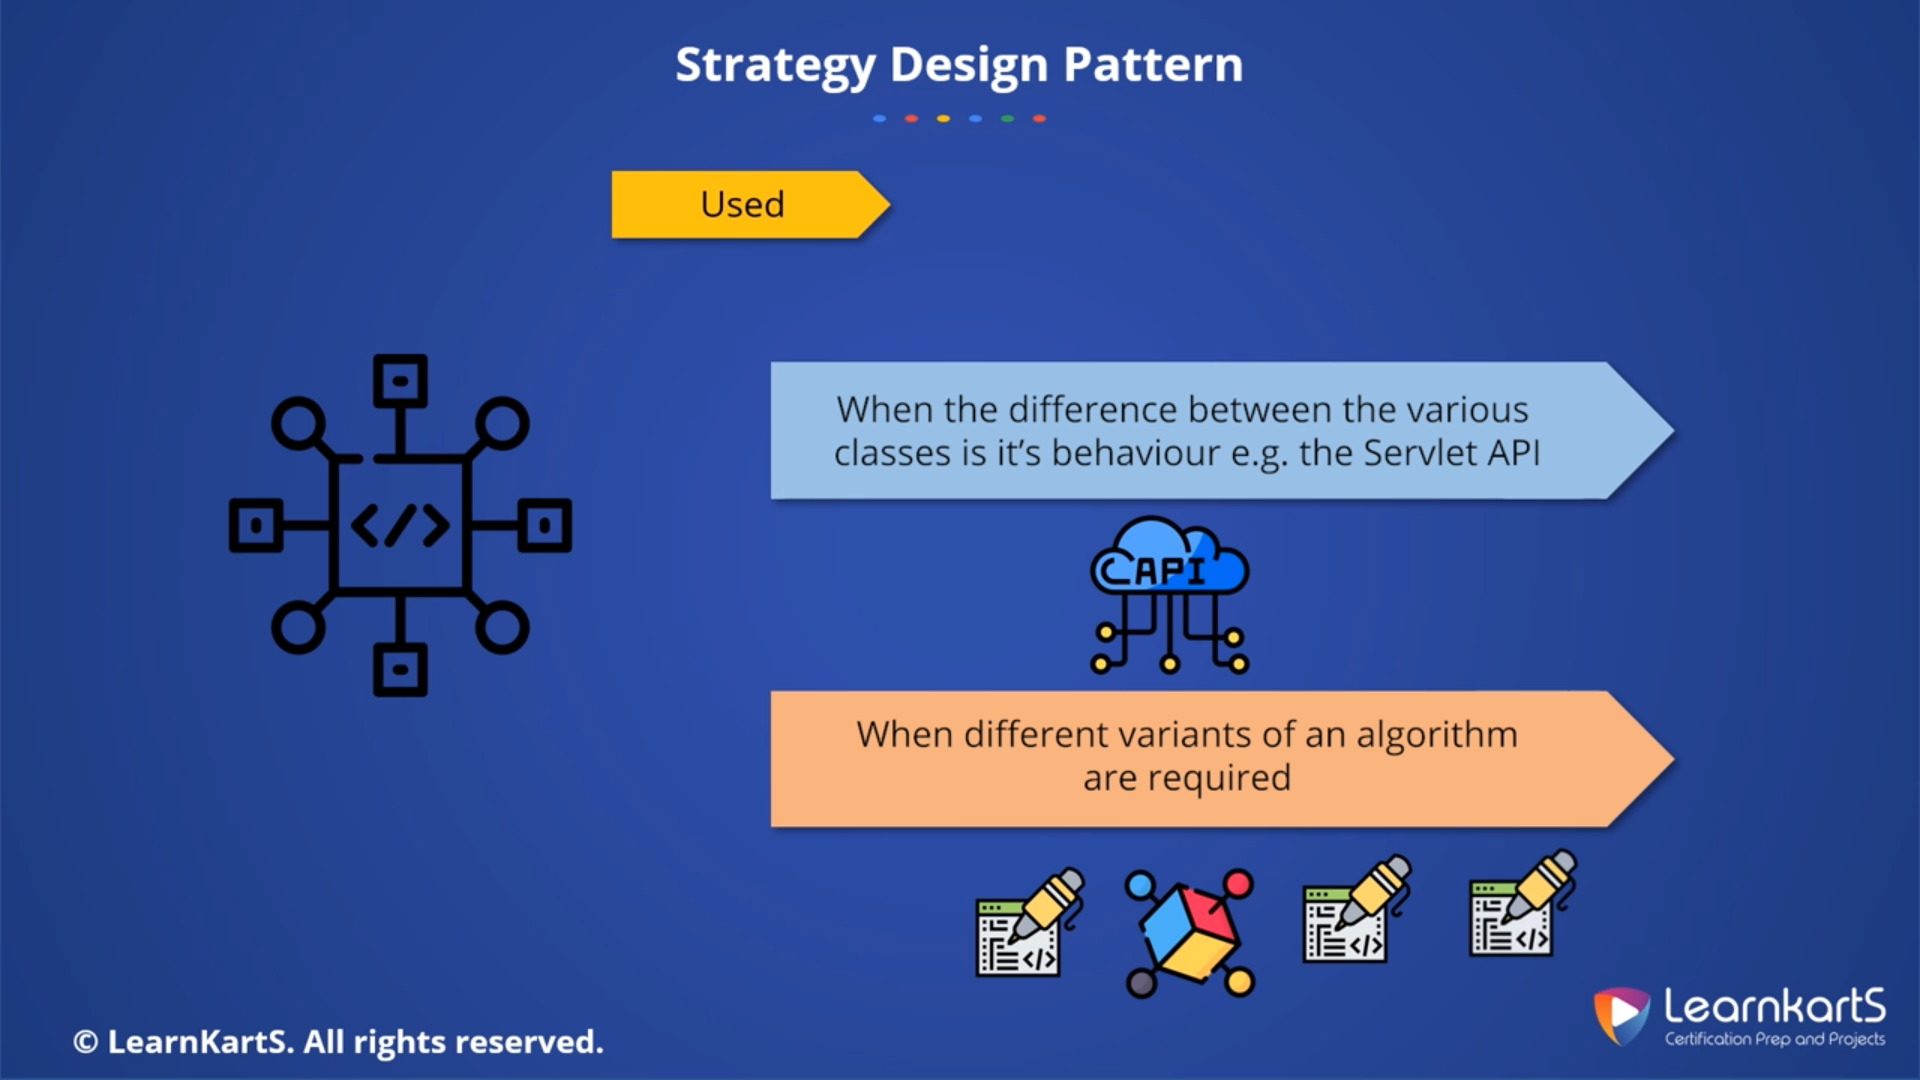 Strategy Design Pattern
Used
When the difference between the various
classes is it’s behaviour e.g. the Servlet API
API
When different variants of an algorithm
are required
© LearnKartS. All rights reserved.
LearnkartS
Certification Prep and Projects